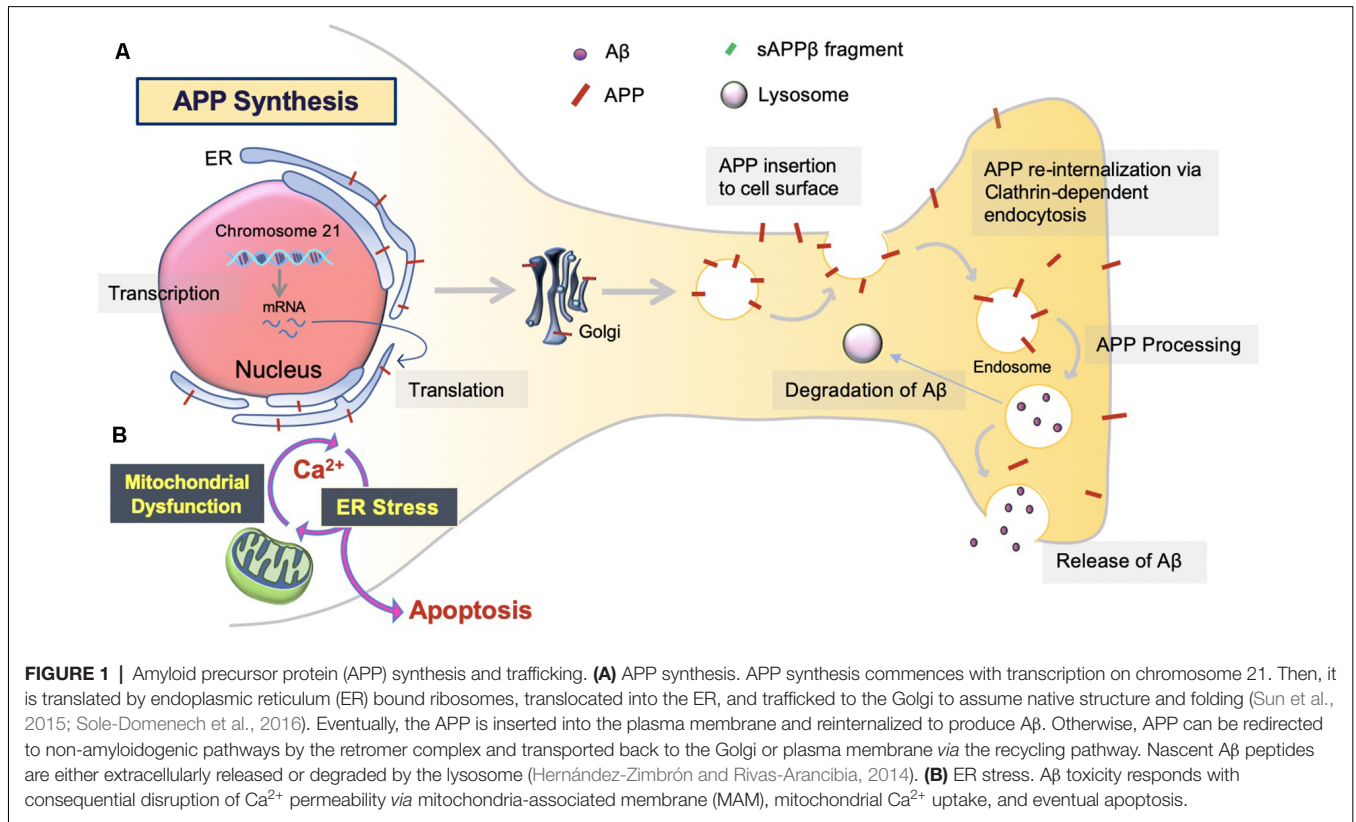 A
APP Synthesis
Aβ
sAPPβ fragment
APP
Lysosome
ER
Chromosome 21
Transcription
mRNA
Nucleus
Translation
Golgi
APP insertion
to cell surface
APP re-internalization via
Clathrin-dependent
endocytosis
Endosome
APP Processing
Degradation of Aβ
Release of Aβ
B
Mitochondrial
Dysfunction
Ca²⁺
ER Stress
Apoptosis
FIGURE 1 | Amyloid precursor protein (APP) synthesis and trafficking. (A) APP synthesis. APP synthesis commences with transcription on chromosome 21. Then, it
is translated by endoplasmic reticulum (ER) bound ribosomes, translocated into the ER, and trafficked to the Golgi to assume native structure and folding (Sun et al.,
2015; Sole-Domenech et al., 2016). Eventually, the APP is inserted into the plasma membrane and reinternalized to produce Aβ. Otherwise, APP can be redirected
to non-amyloidogenic pathways by the retromer complex and transported back to the Golgi or plasma membrane via the recycling pathway. Nascent Aβ peptides
are either extracellularly released or degraded by the lysosome (Hernández-Zimbrón and Rivas-Arancibia, 2014). (B) ER stress. Aβ toxicity responds with
consequential disruption of Ca²⁺ permeability via mitochondria-associated membrane (MAM), mitochondrial Ca²⁺ uptake, and eventual apoptosis.